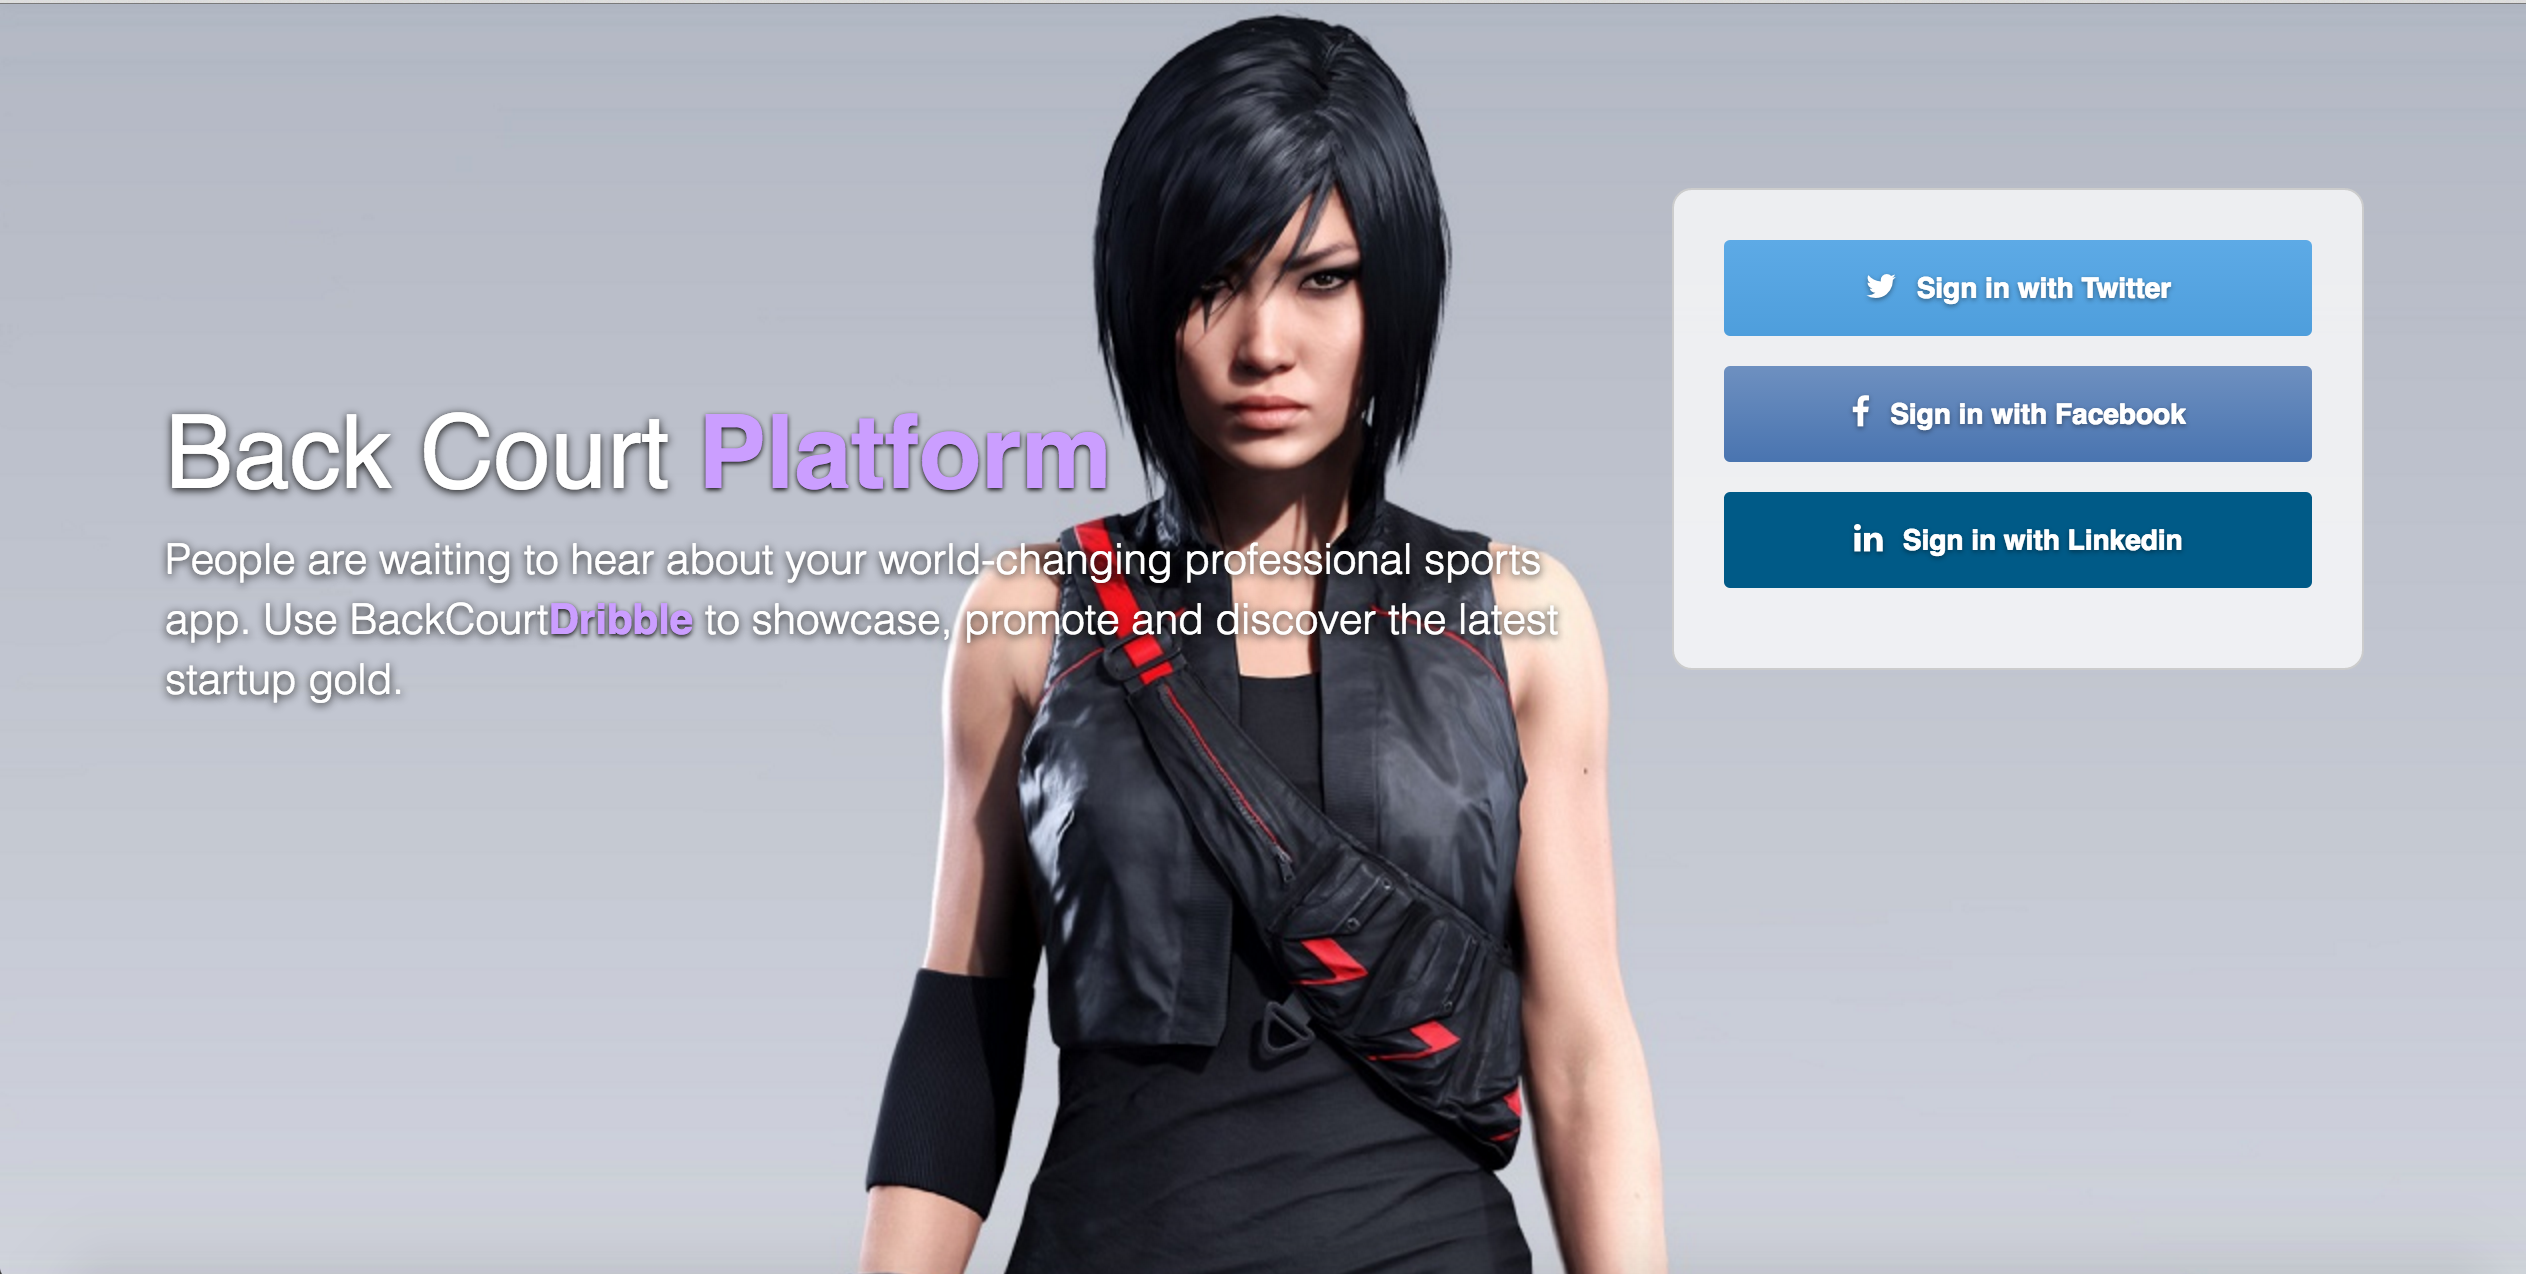 Back Court Platform
People are waiting to hear about your world-changing professional sports
app. Use BackCourtDribble to showcase, promote and discover the latest
startup gold.
Sign in with Twitter
f Sign in with Facebook
in Sign in with Linkedin